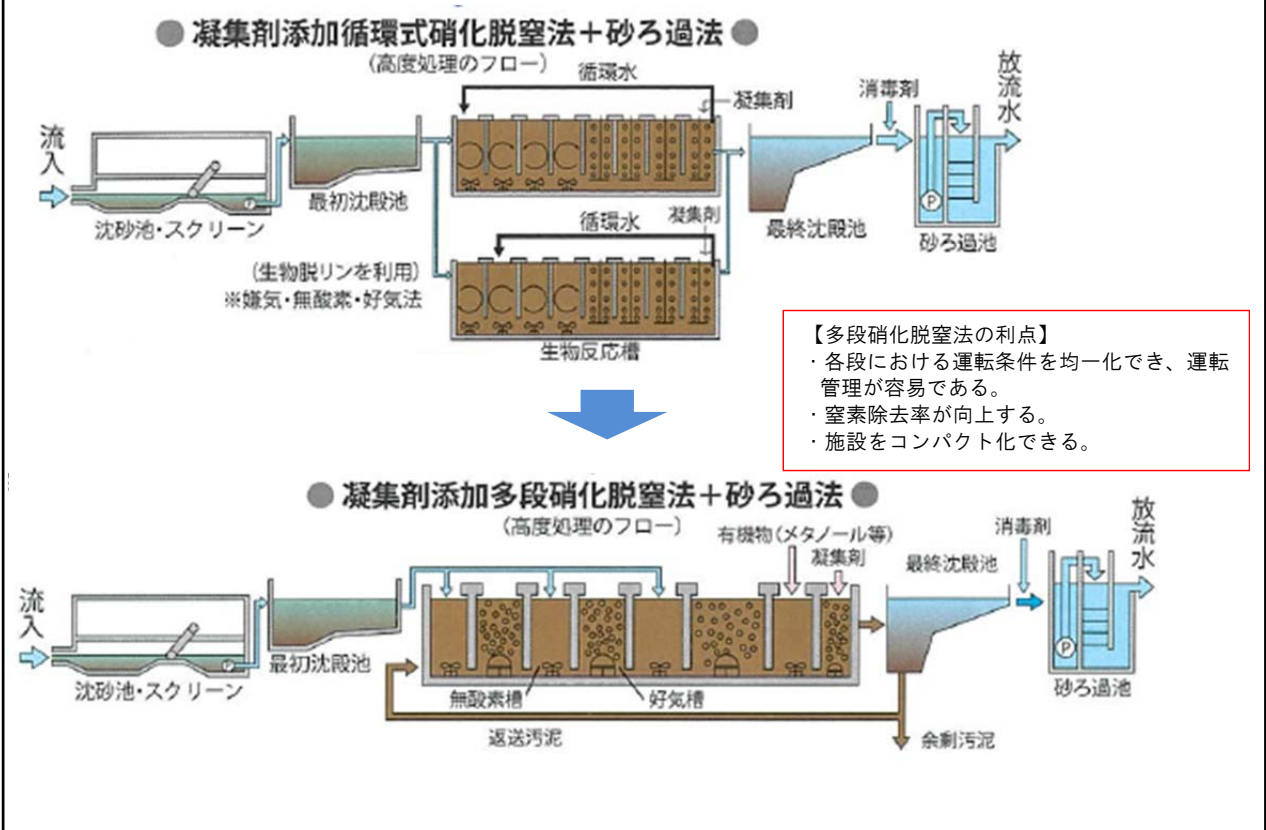 ● 凝集剤添加循環式硝化脱窒法＋砂ろ過法 ●
(高度処理のフロー)
循環水
凝集剤
消毒剤
放流水
流入
P
最初沈殿池
沈砂池・スクリーン
循環水
凝集剤
最終沈殿池
P
砂ろ過池
(生物脱リンを利用)
※嫌気・無酸素・好気法
生物反応槽
【多段硝化脱窒法の利点】
・各段における運転条件を均一化でき、運転
管理が容易である。
・窒素除去率が向上する。
・施設をコンパクト化できる。
● 凝集剤添加多段硝化脱窒法＋砂ろ過法 ●
(高度処理のフロー)
有機物(メタノール等)
凝集剤
最終沈殿池
消毒剤
放流水
流入
P
最初沈殿池
沈砂池・スクリーン
無酸素槽
好気槽
P
砂ろ過池
返送汚泥
余剰汚泥